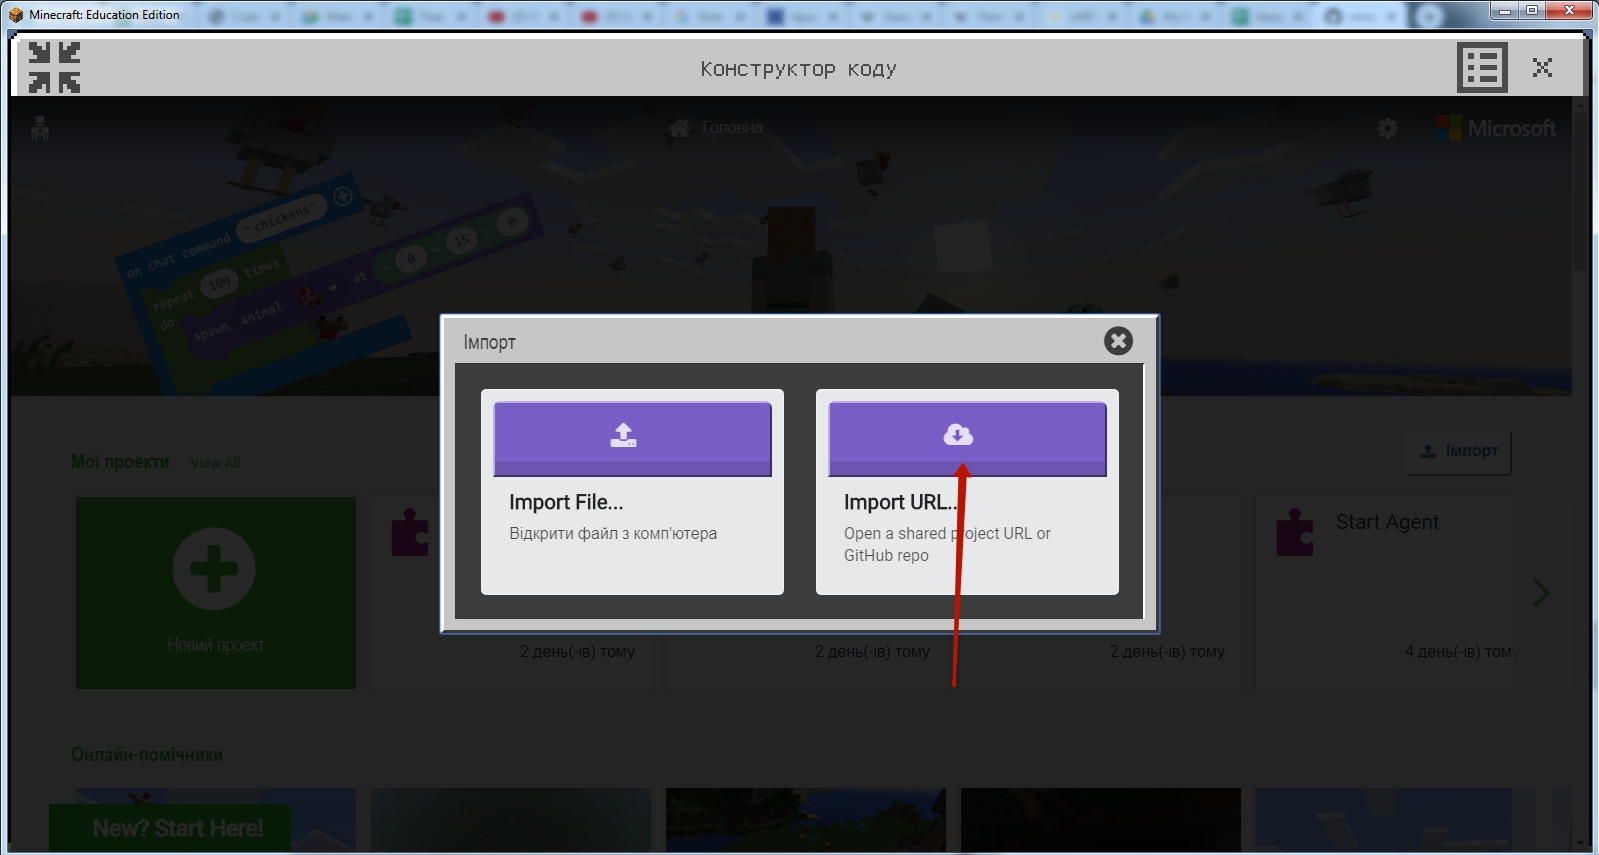 Minecraft: Education Edition
Конструктор коду
Головна
Microsoft
on chat command "chickens"
repeat 100 times
do spawn animal at ~ 0 ~ 15 ~ 0
Імпорт
Import File...
Відкрити файл з комп'ютера
Import URL...
Open a shared project URL or
GitHub repo
Мої проекти View All
Імпорт
Новий проект
Start Agent
2 день(-ів) тому
2 день(-ів) тому
2 день(-ів) тому
4 день(-ів) тому
Онлайн-помічники
New? Start Here!